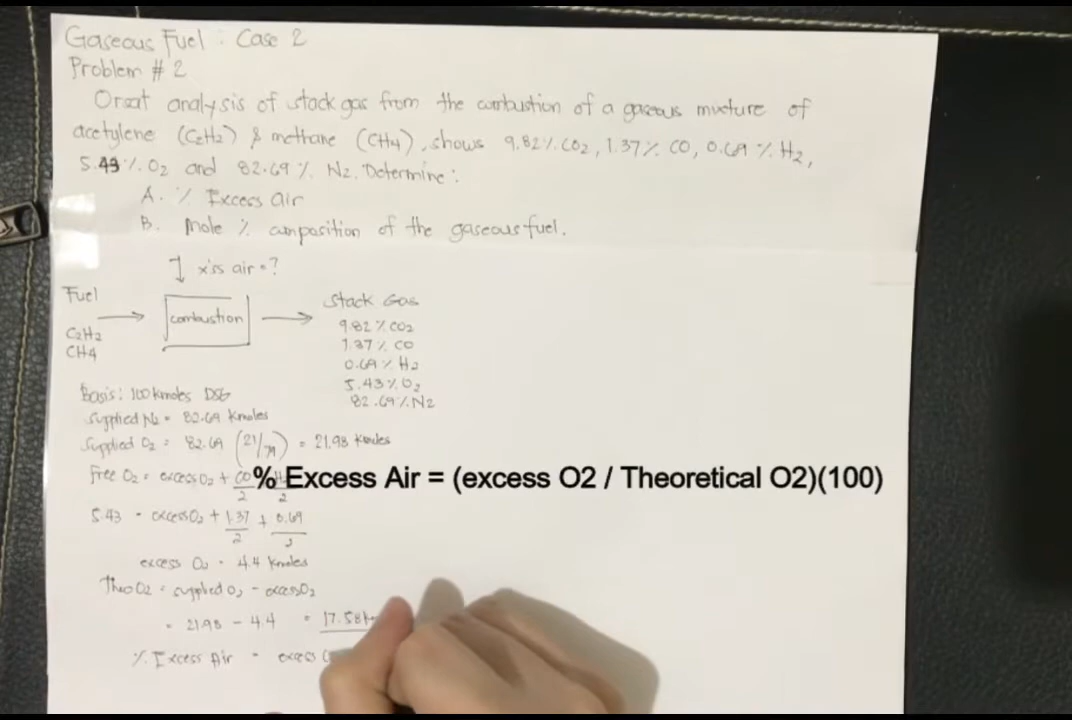 Gaseous Fuel : Case 2
Problem # 2
Orsat analysis of stack gas from the combustion of a gaseous mixture of
acetylene (C2H2) & methane (CH4), shows 9.82% CO2, 1.37% CO, 0.69% H2,
5.43% O2 and 82.69% N2. Determine:
A. % Excess air
B. Mole % composition of the gaseous fuel.
x's air = ?
Fuel
C2H2
CH4
combustion
Stack Gas
9.82% CO2
1.37% CO
0.69% H2
5.43% O2
82.69% N2
Basis: 100 kmoles DSG
Supplied N2 = 82.69 kmoles
Supplied O2 = 82.69 (21/79) = 21.98 kmoles
Free O2 = excess O2 + CO/2
% Excess Air = (excess O2 / Theoretical O2)(100)
5.43 = excess O2 + 1.37/2 + 0.69/2
excess O2 = 4.4 kmoles
Theo O2 = supplied O2 - excess O2
= 21.98 - 4.4 = 17.58
% Excess Air = excess